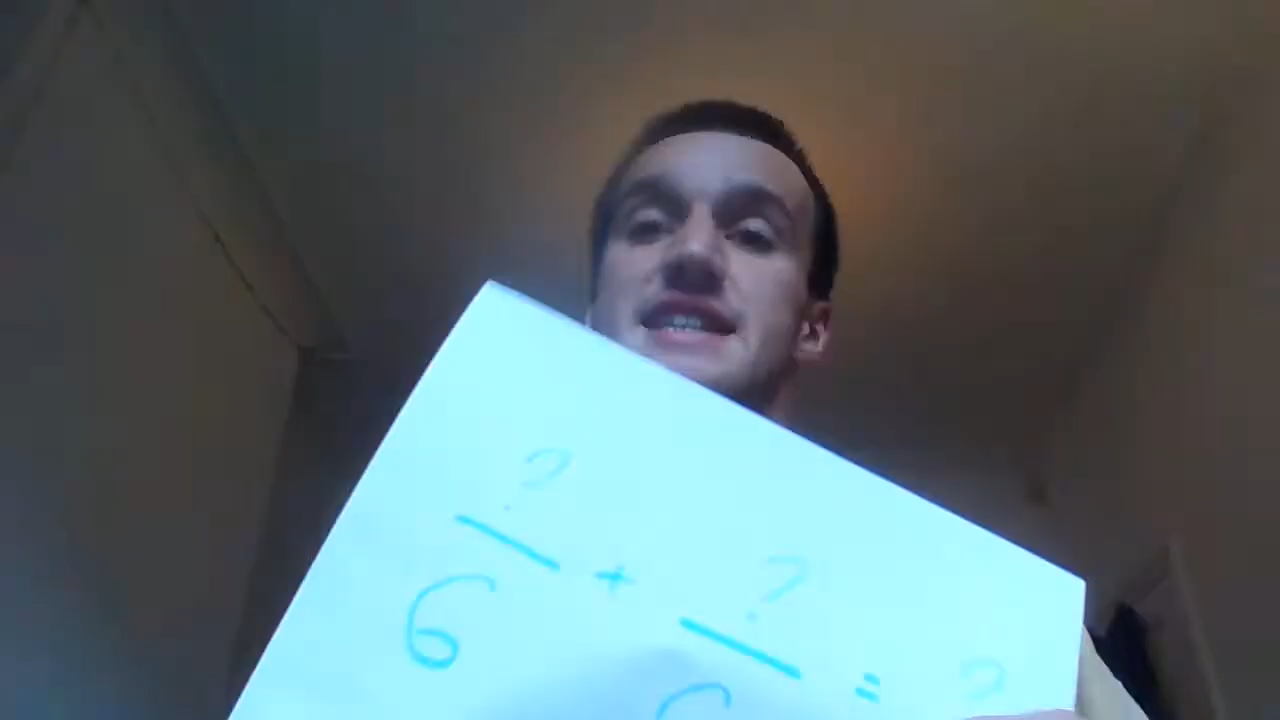 ? + ? = ?
6